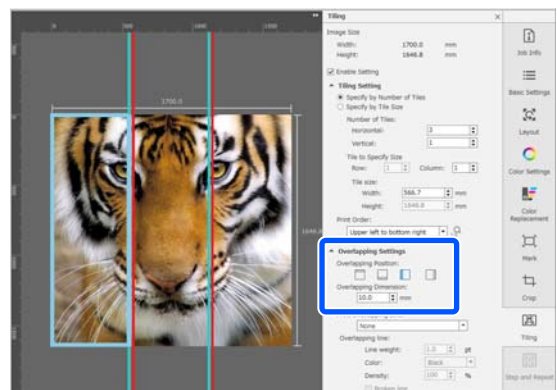 Tiling
Image Size
Width: 1700.0 mm
Height: 1646.8 mm
Enable Setting
Tiling Setting
Specify by Number of Tiles
Specify by Tile Size
Number of Tiles:
Horizontal: 3
Vertical: 1
Tile to Specify Size
Row: 1 Column: 1
Tile size:
Width: 566.7 mm
Height: 1646.8 mm
Print Order:
Upper left to bottom right
Overlapping Settings
Overlapping Position:
Overlapping Dimension:
10.0 mm
None
Overlapping line:
Line weight: 1.0 pt
Color: Black
Density: 100 %
Broken line
Job Info
Basic Settings
Layout
Color Settings
Color
Replacement
Mark
Crop
Tiling
Step and Repeat
1700.0